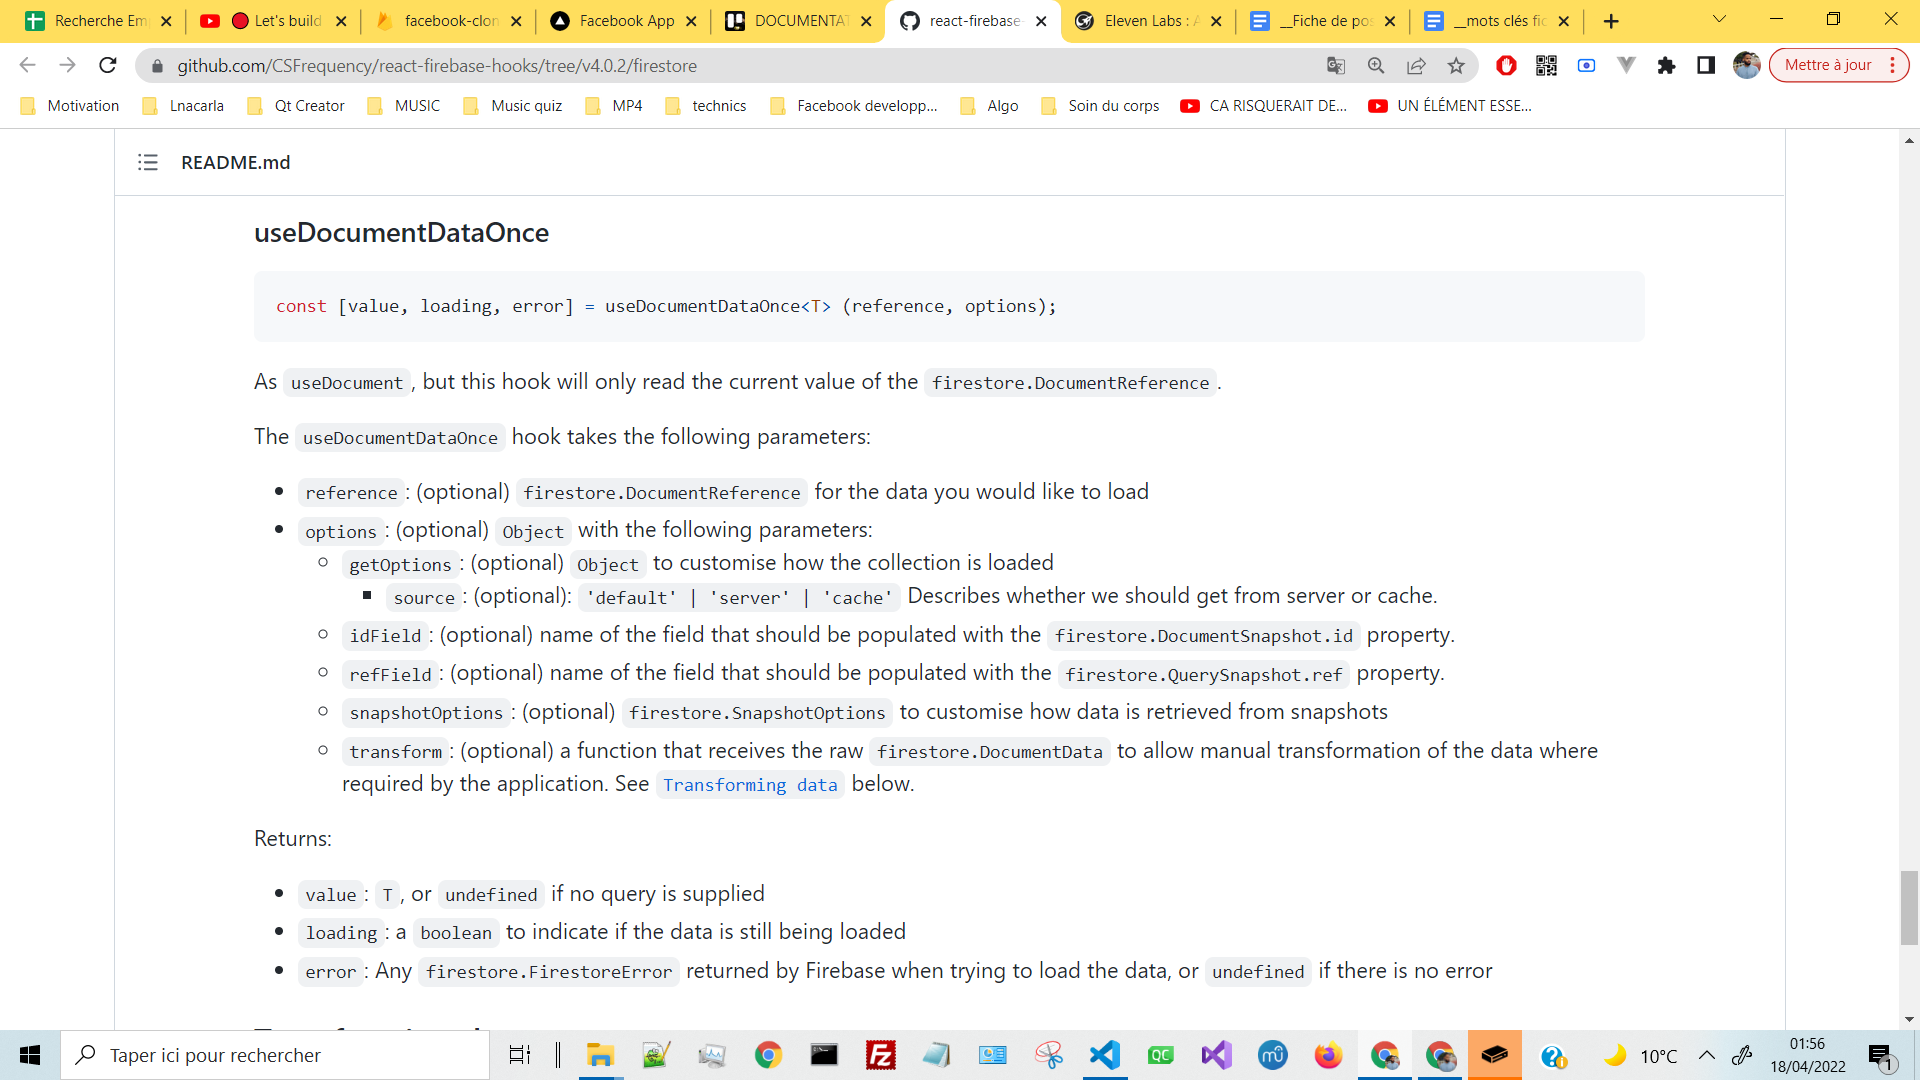 Recherche Em
Let's build
facebook-clon
Facebook App
DOCUMENTAT
react-firebase-
Eleven Labs : A
__Fiche de pos
__mots clés fic
github.com/CSFrequency/react-firebase-hooks/tree/v4.0.2/firestore
Mettre à jour
Motivation
Lnacarla
Qt Creator
MUSIC
Music quiz
MP4
technics
Facebook developp...
Algo
Soin du corps
CA RISQUERAIT DE...
UN ÉLÉMENT ESSE...
README.md
useDocumentDataOnce
const [value, loading, error] = useDocumentDataOnce<T> (reference, options);
As useDocument, but this hook will only read the current value of the firestore.DocumentReference.
The useDocumentDataOnce hook takes the following parameters:
reference: (optional) firestore.DocumentReference for the data you would like to load
options: (optional) Object with the following parameters:
getOptions: (optional) Object to customise how the collection is loaded
source: (optional): 'default' | 'server' | 'cache' Describes whether we should get from server or cache.
idField: (optional) name of the field that should be populated with the firestore.DocumentSnapshot.id property.
refField: (optional) name of the field that should be populated with the firestore.QuerySnapshot.ref property.
snapshotOptions: (optional) firestore.SnapshotOptions to customise how data is retrieved from snapshots
transform: (optional) a function that receives the raw firestore.DocumentData to allow manual transformation of the data where
required by the application. See Transforming data below.
Returns:
value: T, or undefined if no query is supplied
loading: a boolean to indicate if the data is still being loaded
error: Any firestore.FirestoreError returned by Firebase when trying to load the data, or undefined if there is no error
Taper ici pour rechercher
10°C
01:56
18/04/2022
1